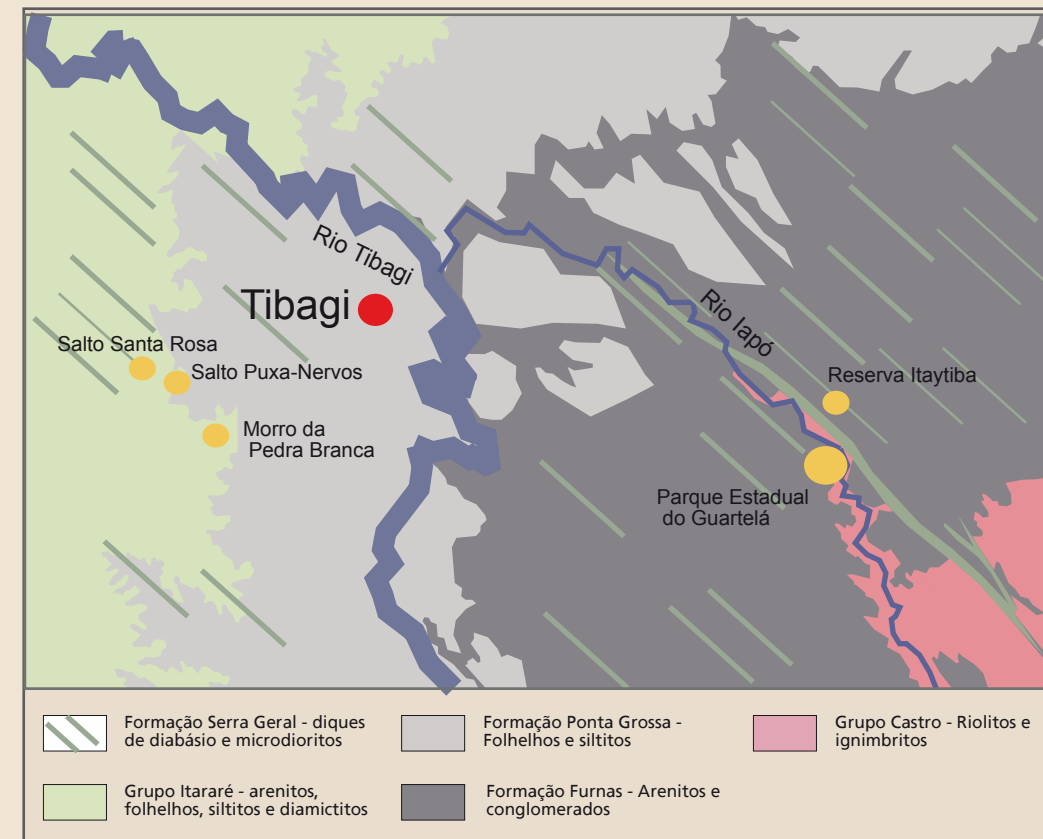 Rio Tibagi
Tibagi
Rio Iapó
Salto Santa Rosa
Salto Puxa-Nervos
Reserva Itaytiba
Morro da
Pedra Branca
Parque Estadual
do Guartelá
Formação Serra Geral - diques
de diabásio e microdioritos
Formação Ponta Grossa -
Folhelhos e siltitos
Grupo Castro - Riolitos e
ignimbritos
Grupo Itararé - arenitos,
folhelhos, siltitos e diamictitos
Formação Furnas - Arenitos e
conglomerados